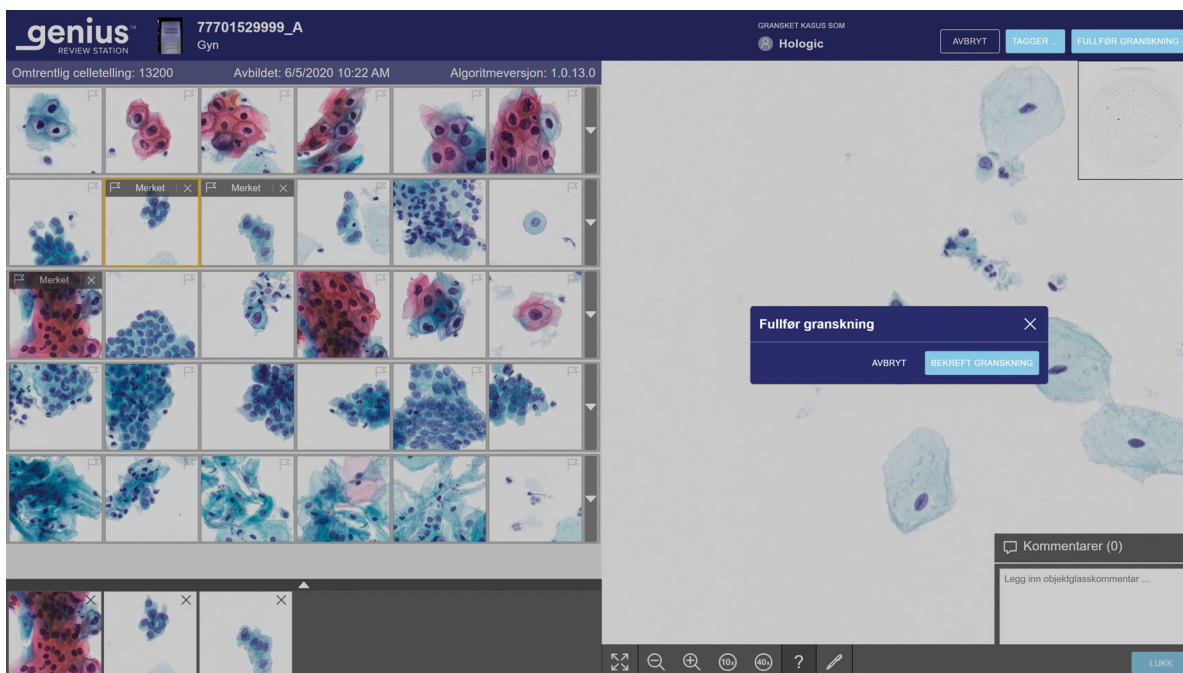 genius™
REVIEW STATION
77701529999_A
Gyn
GRANSKET KASUS SOM
Hologic
AVBRYT
TAGGER ...
FULLFØR GRANSKNING
Omtrentlig celletelling: 13200
Avbildet: 6/5/2020 10:22 AM
Algoritmeversjon: 1.0.13.0
Merket
Merket
Merket
Fullfør granskning
AVBRYT
BEKREFT GRANSKNING
Kommentarer (0)
Legg inn objektglasskommentar ...
10x
40x
?
LUKK